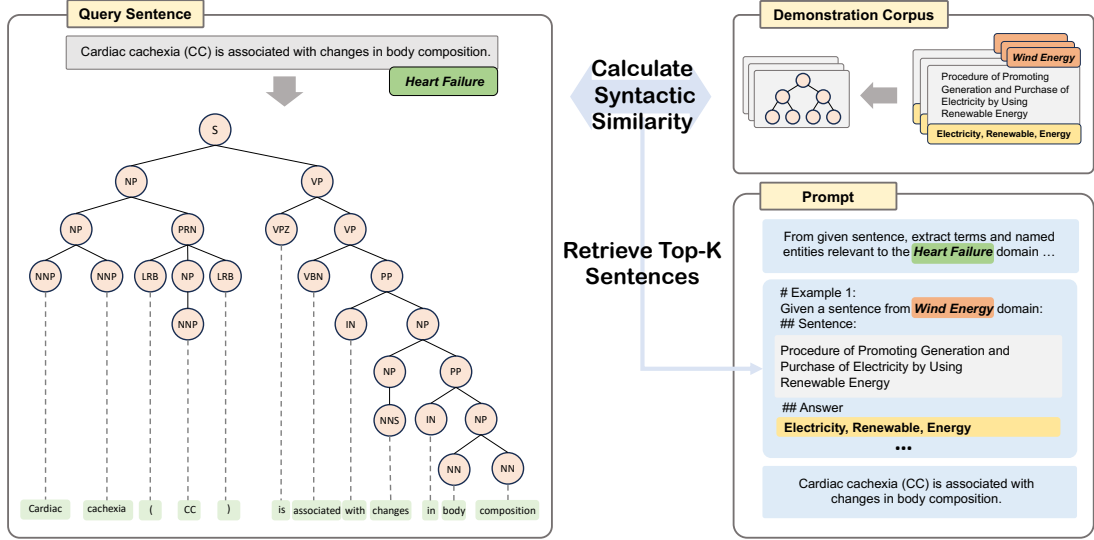 Query Sentence
Cardiac cachexia (CC) is associated with changes in body composition.
Heart Failure
S
NP
VP
NP
PRN
VPZ
VP
NNP
NNP
LRB
NP
LRB
VBN
PP
NNP
IN
NP
NP
PP
NNS
IN
NP
NN
NN
Cardiac
cachexia
(
CC
)
is
associated
with
changes
in
body
composition
Calculate
Syntactic
Similarity
Retrieve Top-K
Sentences
Demonstration Corpus
Wind Energy
Procedure of Promoting
Generation and Purchase of
Electricity by Using
Renewable Energy
Electricity, Renewable, Energy
Prompt
From given sentence, extract terms and named
entities relevant to the Heart Failure domain ...
# Example 1:
Given a sentence from Wind Energy domain:
## Sentence:
Procedure of Promoting Generation and
Purchase of Electricity by Using
Renewable Energy
## Answer
Electricity, Renewable, Energy
...
Cardiac cachexia (CC) is associated with
changes in body composition.